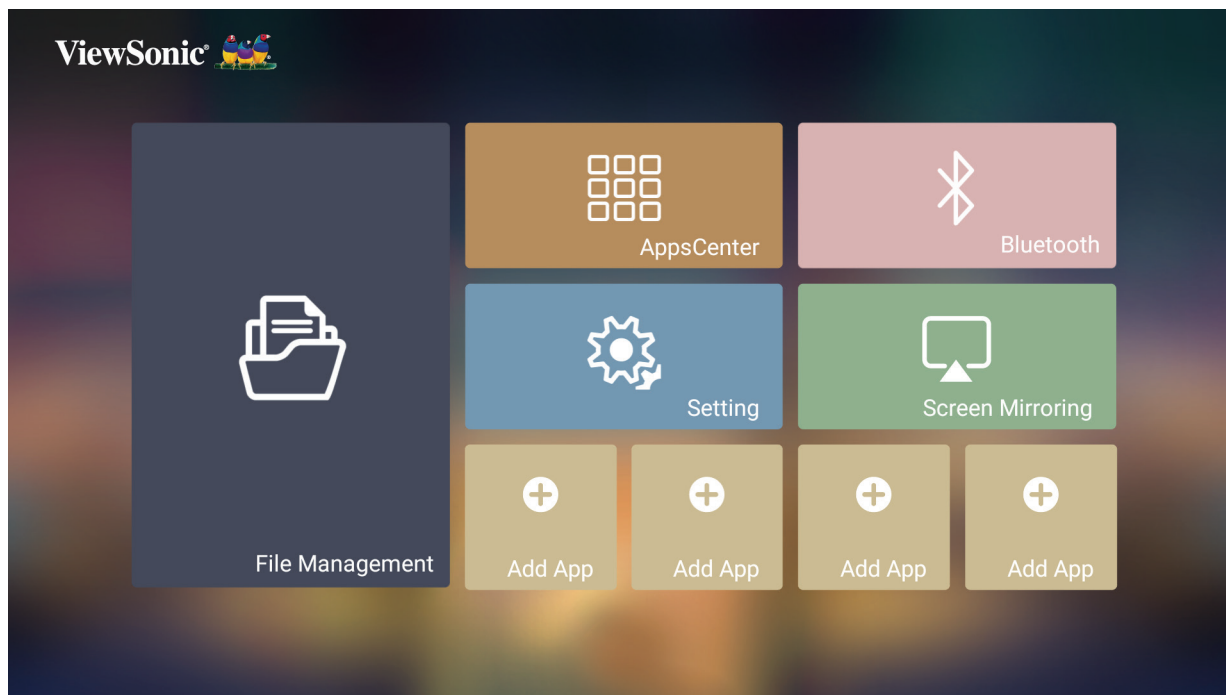 ViewSonic®
AppsCenter
Bluetooth
Setting
Screen Mirroring
File Management
Add App
Add App
Add App
Add App